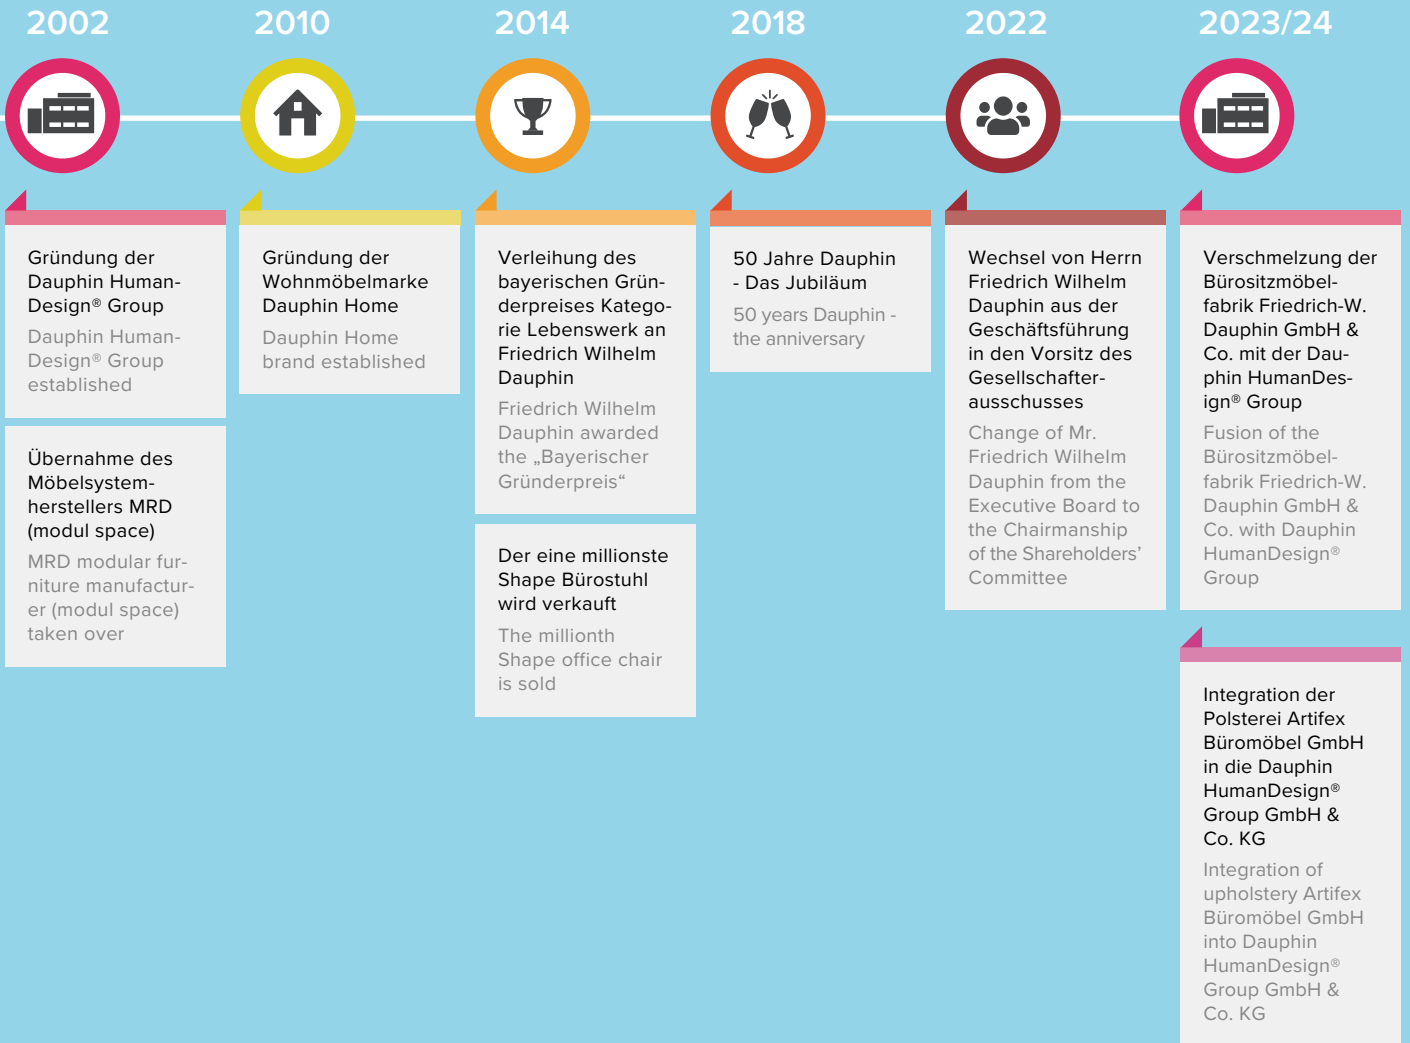 2002
Gründung der
Dauphin Human-
Design® Group
Dauphin Human-
Design® Group
established
Übernahme des
Möbelsystem-
herstellers MRD
(modul space)
MRD modular fur-
niture manufactur-
er (modul space)
taken over
2010
Gründung der
Wohnmöbelmarke
Dauphin Home
Dauphin Home
brand established
2014
Verleihung des
bayerischen Grün-
derpreises Katego-
rie Lebenswerk an
Friedrich Wilhelm
Dauphin
Friedrich Wilhelm
Dauphin awarded
the „Bayerischer
Gründerpreis“
Der eine millionste
Shape Bürostuhl
wird verkauft
The millionth
Shape office chair
is sold
2018
50 Jahre Dauphin
- Das Jubiläum
50 years Dauphin -
the anniversary
2022
Wechsel von Herrn
Friedrich Wilhelm
Dauphin aus der
Geschäftsführung
in den Vorsitz des
Gesellschafter-
ausschusses
Change of Mr.
Friedrich Wilhelm
Dauphin from the
Executive Board to
the Chairmanship
of the Shareholders’
Committee
2023/24
Verschmelzung der
Bürositzmöbel-
fabrik Friedrich-W.
Dauphin GmbH &
Co. mit der Dau-
phin HumanDes-
ign® Group
Fusion of the
Bürositzmöbel-
fabrik Friedrich-W.
Dauphin GmbH &
Co. with Dauphin
HumanDesign®
Group
Integration der
Polsterei Artifex
Büromöbel GmbH
in die Dauphin
HumanDesign®
Group GmbH &
Co. KG
Integration of
upholstery Artifex
Büromöbel GmbH
into Dauphin
HumanDesign®
Group GmbH &
Co. KG